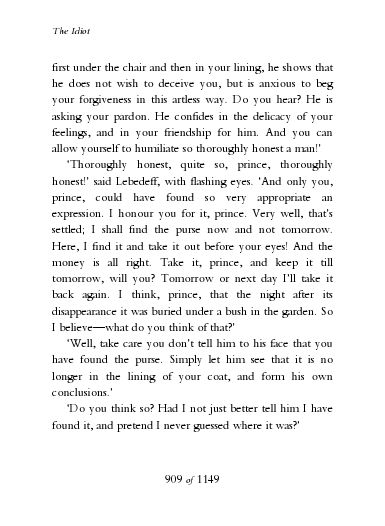 The Idiot
first under the chair and then in your lining, he shows that
he does not wish to deceive you, but is anxious to beg
your forgiveness in this artless way. Do you hear? He is
asking your pardon. He confides in the delicacy of your
feelings, and in your friendship for him. And you can
allow yourself to humiliate so thoroughly honest a man!'
'Thoroughly honest, quite so, prince, thoroughly
honest!' said Lebedeff, with flashing eyes. 'And only you,
prince, could have found so very appropriate an
expression. I honour you for it, prince. Very well, that's
settled; I shall find the purse now and not tomorrow.
Here, I find it and take it out before your eyes! And the
money is all right. Take it, prince, and keep it till
tomorrow, will you? Tomorrow or next day I'll take it
back again. I think, prince, that the night after its
disappearance it was buried under a bush in the garden. So
I believe—what do you think of that?'
'Well, take care you don't tell him to his face that you
have found the purse. Simply let him see that it is no
longer in the lining of your coat, and form his own
conclusions.'
'Do you think so? Had I not just better tell him I have
found it, and pretend I never guessed where it was?'
909 of 1149